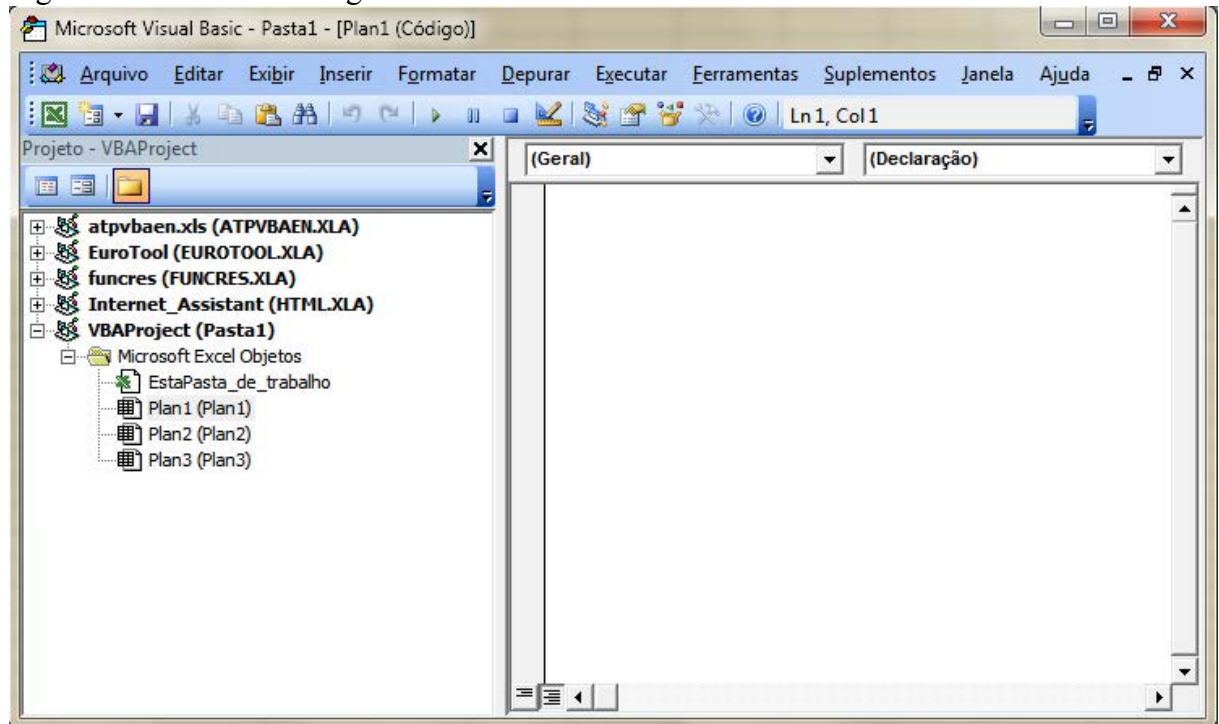 Microsoft Visual Basic - Pasta1 - [Plan1 (Código)]
Arquivo Editar Exibir Inserir Formatar Depurar Executar Ferramentas Suplementos Janela Ajuda
Ln 1, Col 1
Projeto - VBAProject
(Geral) (Declaração)
atpvbaen.xls (ATPVBAEN.XLA)
EuroTool (EUROTOOL.XLA)
funcres (FUNCRES.XLA)
Internet_Assistant (HTML.XLA)
VBAProject (Pasta1)
Microsoft Excel Objetos
EstaPasta_de_trabalho
Plan1 (Plan1)
Plan2 (Plan2)
Plan3 (Plan3)